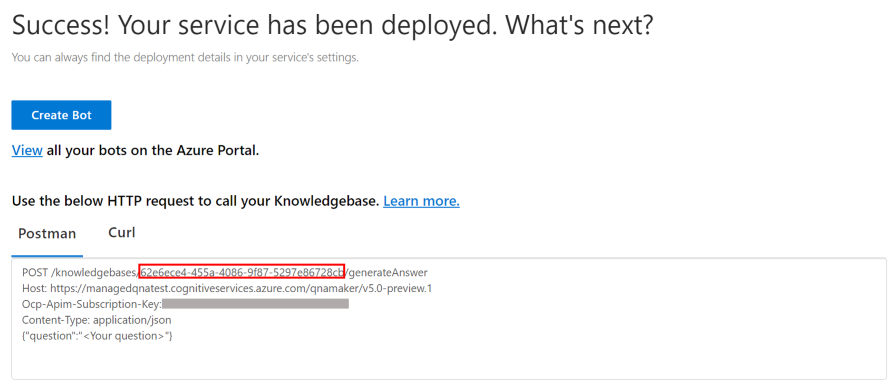 Success! Your service has been deployed. What's next?
You can always find the deployment details in your service's settings.
Create Bot
View all your bots on the Azure Portal.
Use the below HTTP request to call your Knowledgebase. Learn more.
Postman Curl
POST /knowledgebases/62e6ece4-455a-4086-9f87-5297e86728cb/generateAnswer
Host: https://managedqnatest.cognitiveservices.azure.com/qnamaker/v5.0-preview.1
Ocp-Apim-Subscription-Key:
Content-Type: application/json
{"question":"<Your question>"}